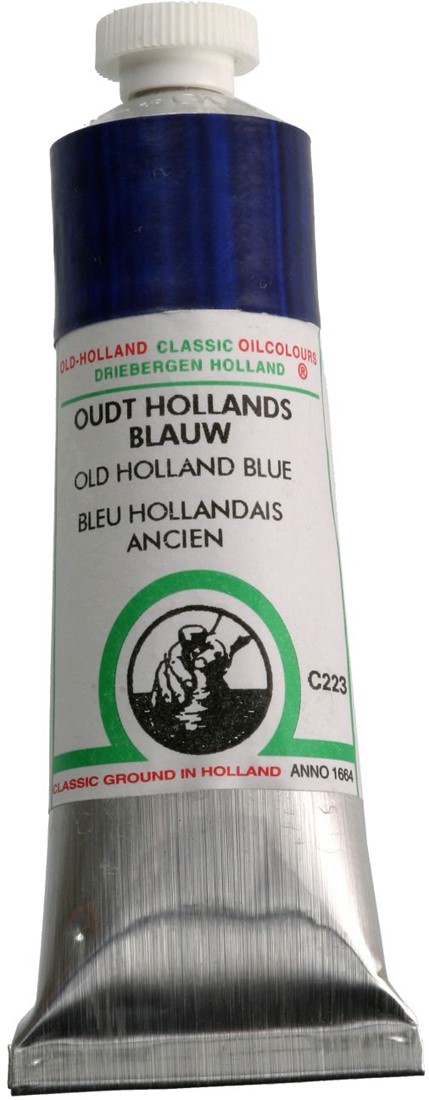 OLD-HOLLAND CLASSIC OILCOLOURS
DRIEBERGEN HOLLAND ®
OUDT HOLLANDS
BLAUW
OLD HOLLAND BLUE
BLEU HOLLANDAIS
ANCIEN
C223
CLASSIC GROUND IN HOLLAND ANNO 1664